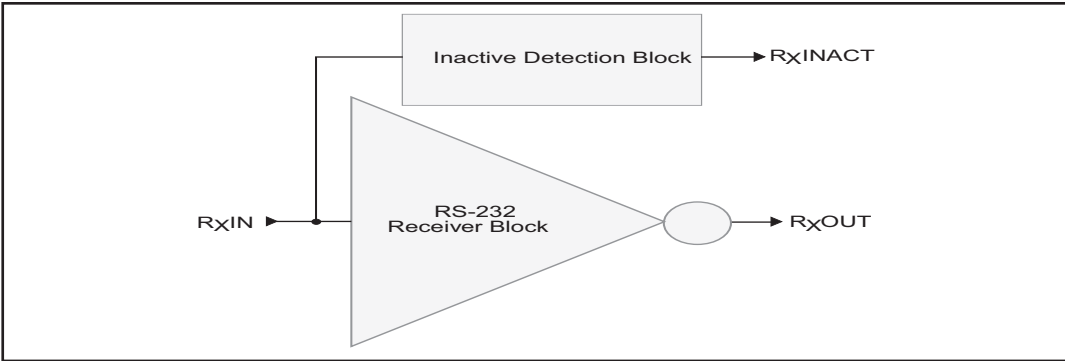 Inactive Detection Block
RXINACT
RS-232
Receiver Block
RXIN
RXOUT